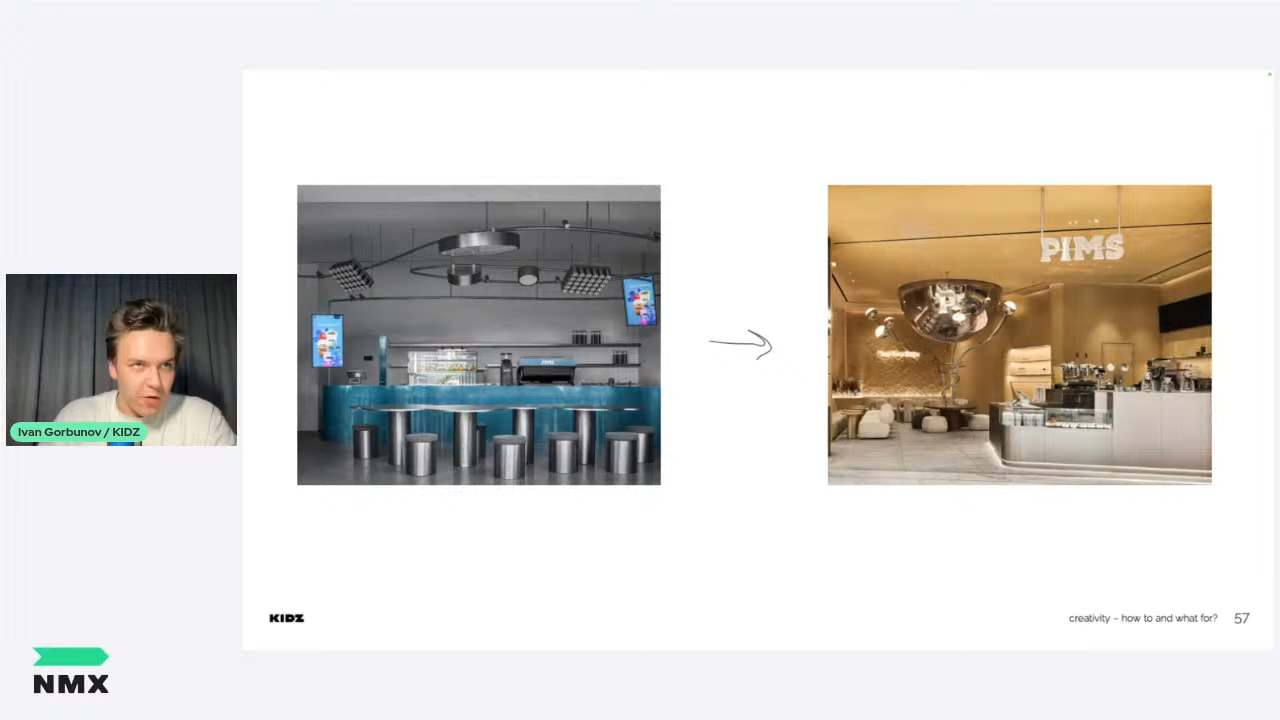 PIMS
Ivan Gorbunov / KIDZ
KIDZ
creativity – how to and what for? 57
NMX